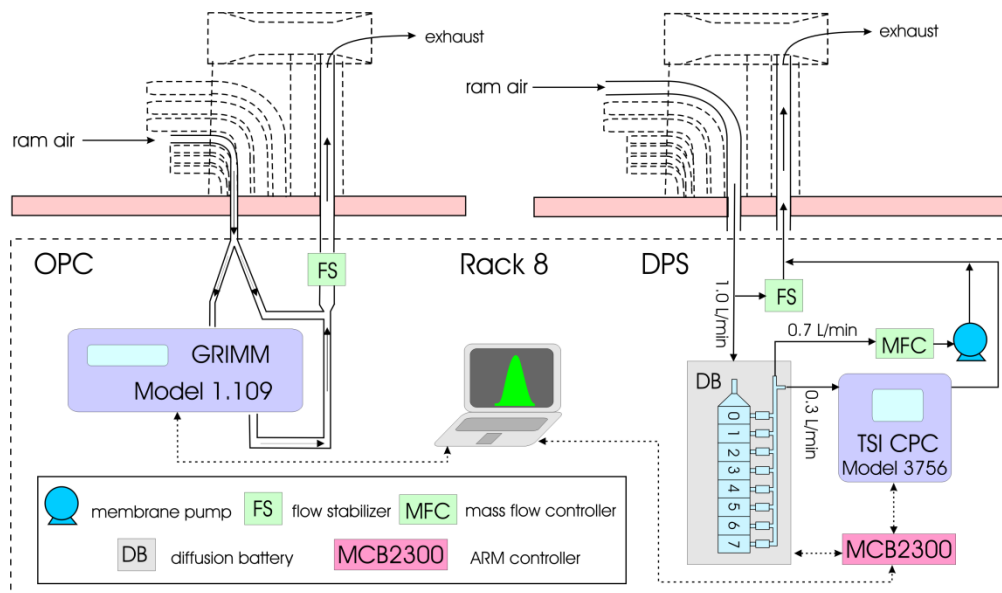 exhaust
ram air
exhaust
ram air
OPC
Rack 8
DPS
FS
1.0 L/min
FS
0.7 L/min
MFC
GRIMM
Model 1.109
DB
0
1
2
3
4
5
6
7
0.3 L/min
TSI CPC
Model 3756
MCB2300
membrane pump
FS
flow stabilizer
MFC
mass flow controller
DB
diffusion battery
MCB2300
ARM controller